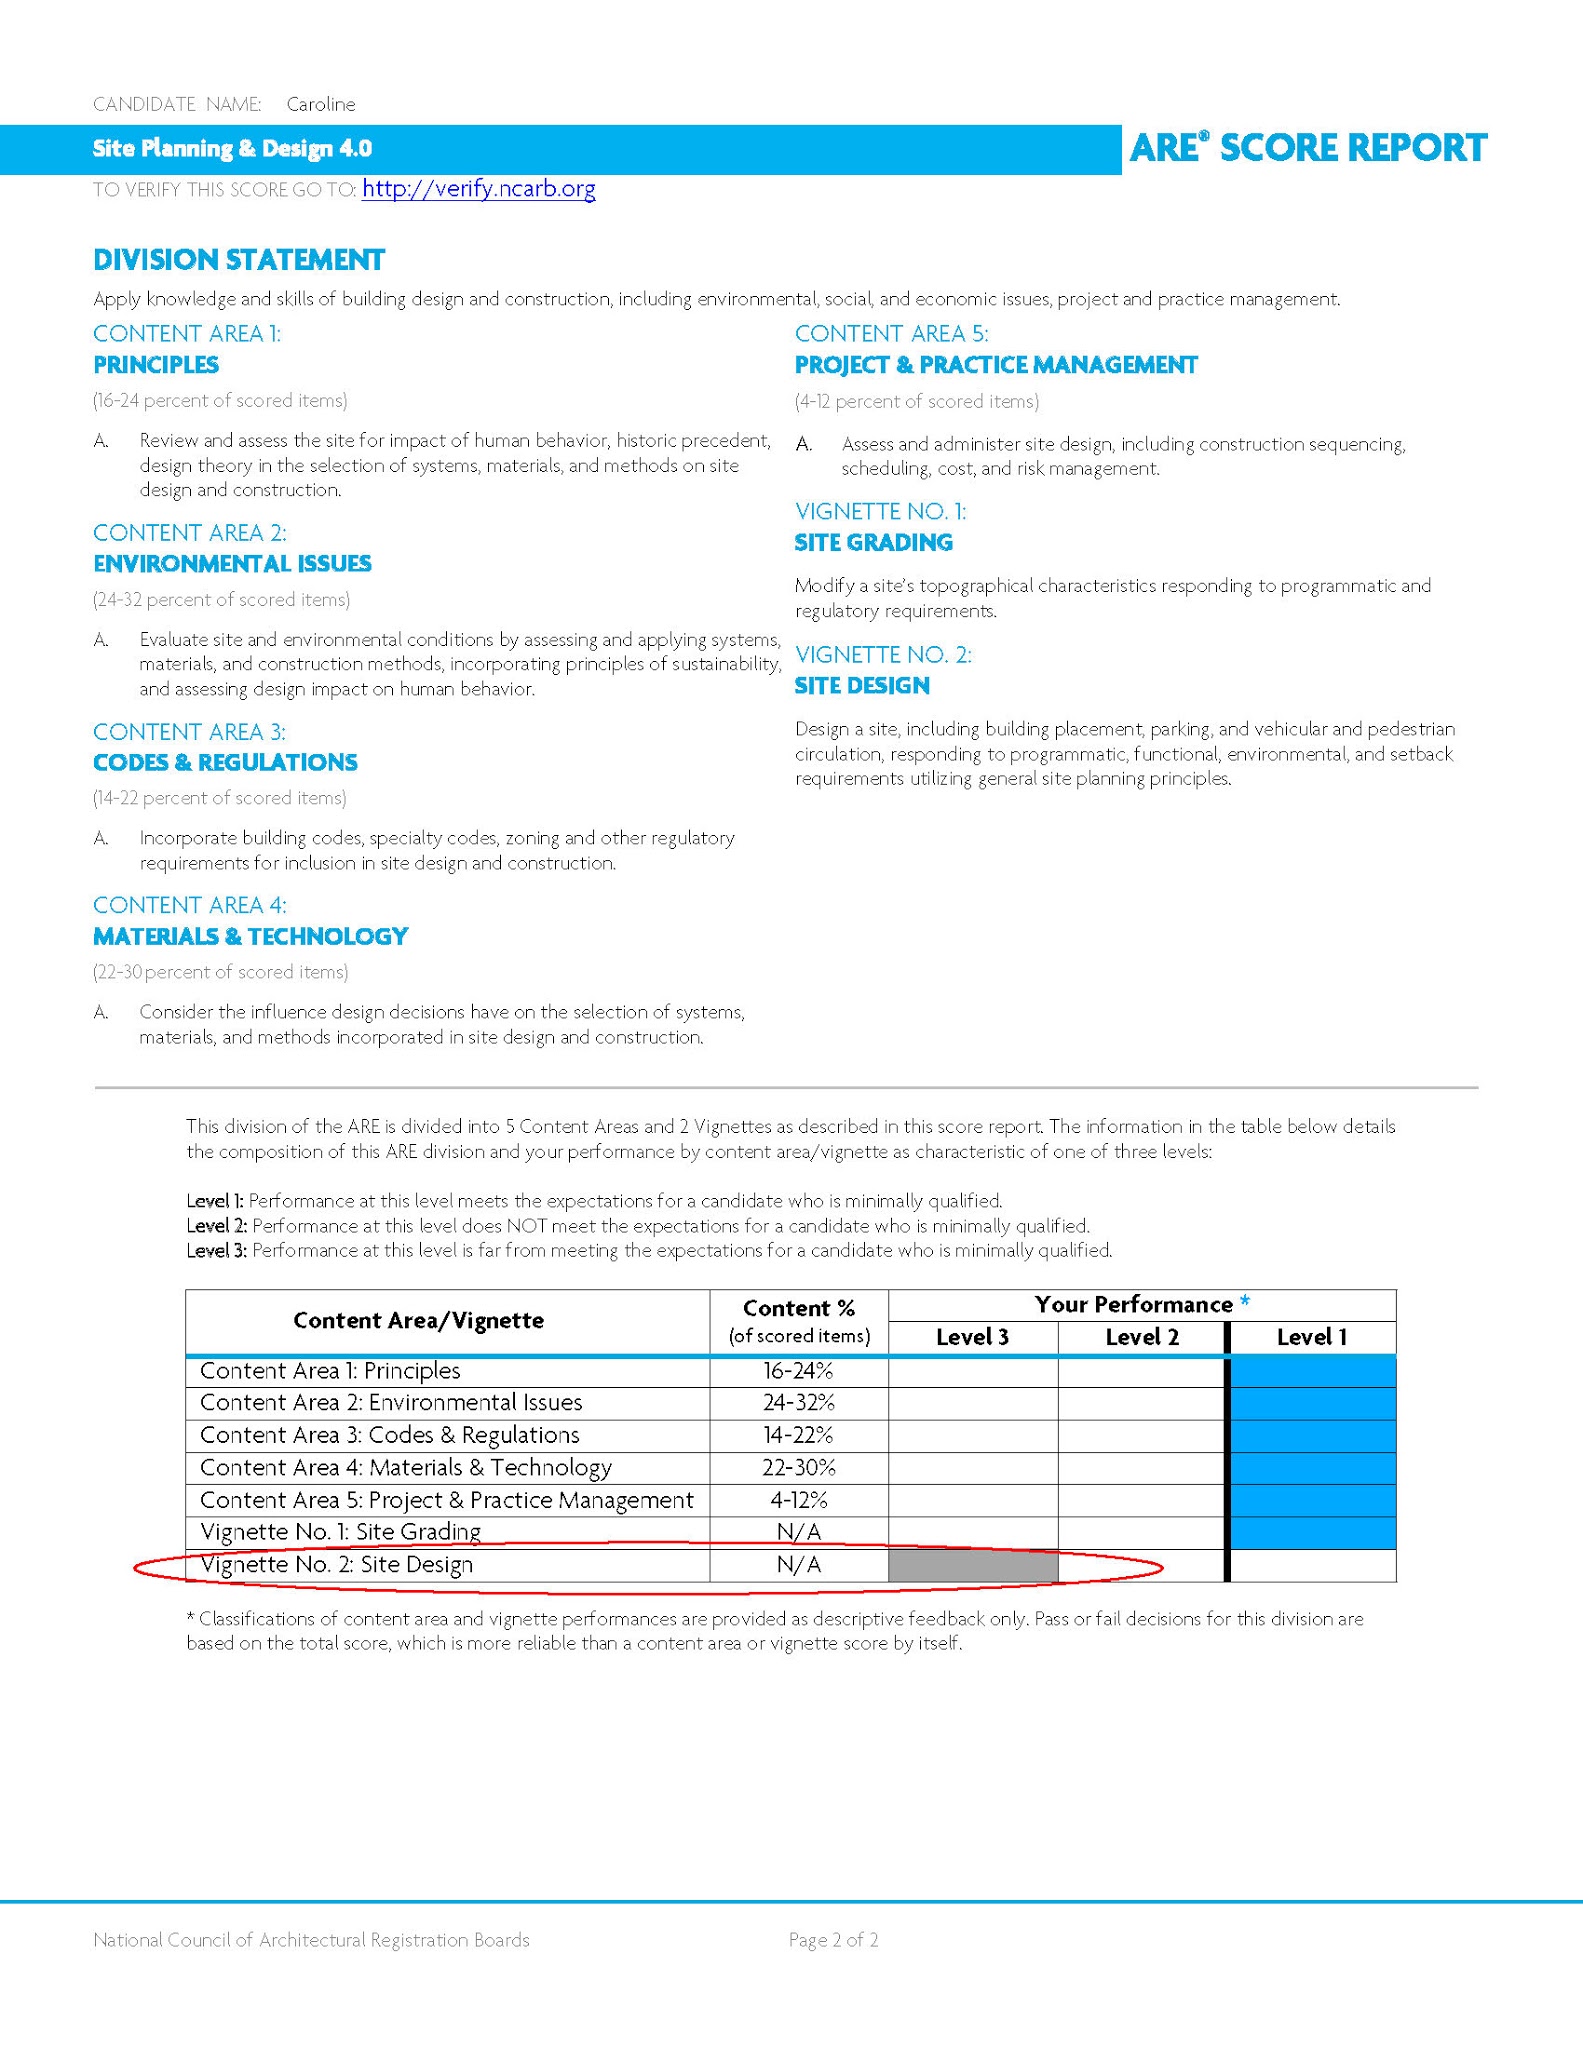 CANDIDATE NAME: Caroline
Site Planning & Design 4.0
ARE® SCORE REPORT
TO VERIFY THIS SCORE GO TO: http://verify.ncarb.org
DIVISION STATEMENT
Apply knowledge and skills of building design and construction, including environmental, social, and economic issues, project and practice management.
CONTENT AREA 1:
PRINCIPLES
(16-24 percent of scored items)
A. Review and assess the site for impact of human behavior, historic precedent,
design theory in the selection of systems, materials, and methods on site
design and construction.
CONTENT AREA 2:
ENVIRONMENTAL ISSUES
(24-32 percent of scored items)
A. Evaluate site and environmental conditions by assessing and applying systems,
materials, and construction methods, incorporating principles of sustainability,
and assessing design impact on human behavior.
CONTENT AREA 3:
CODES & REGULATIONS
(14-22 percent of scored items)
A. Incorporate building codes, specialty codes, zoning and other regulatory
requirements for inclusion in site design and construction.
CONTENT AREA 4:
MATERIALS & TECHNOLOGY
(22-30 percent of scored items)
A. Consider the influence design decisions have on the selection of systems,
materials, and methods incorporated in site design and construction.
CONTENT AREA 5:
PROJECT & PRACTICE MANAGEMENT
(4-12 percent of scored items)
A. Assess and administer site design, including construction sequencing,
scheduling, cost, and risk management.
VIGNETTE NO. 1:
SITE GRADING
Modify a site's topographical characteristics responding to programmatic and
regulatory requirements.
VIGNETTE NO. 2:
SITE DESIGN
Design a site, including building placement, parking, and vehicular and pedestrian
circulation, responding to programmatic, functional, environmental, and setback
requirements utilizing general site planning principles.
This division of the ARE is divided into 5 Content Areas and 2 Vignettes as described in this score report. The information in the table below details
the composition of this ARE division and your performance by content area/vignette as characteristic of one of three levels:
Level 1: Performance at this level meets the expectations for a candidate who is minimally qualified.
Level 2: Performance at this level does NOT meet the expectations for a candidate who is minimally qualified.
Level 3: Performance at this level is far from meeting the expectations for a candidate who is minimally qualified.
Content Area/Vignette
Content %
(of scored items)
Your Performance *
Level 3 Level 2 Level 1
Content Area 1: Principles 16-24%
Content Area 2: Environmental Issues 24-32%
Content Area 3: Codes & Regulations 14-22%
Content Area 4: Materials & Technology 22-30%
Content Area 5: Project & Practice Management 4-12%
Vignette No. 1: Site Grading N/A
Vignette No. 2: Site Design N/A
* Classifications of content area and vignette performances are provided as descriptive feedback only. Pass or fail decisions for this division are
based on the total score, which is more reliable than a content area or vignette score by itself.
National Council of Architectural Registration Boards
Page 2 of 2